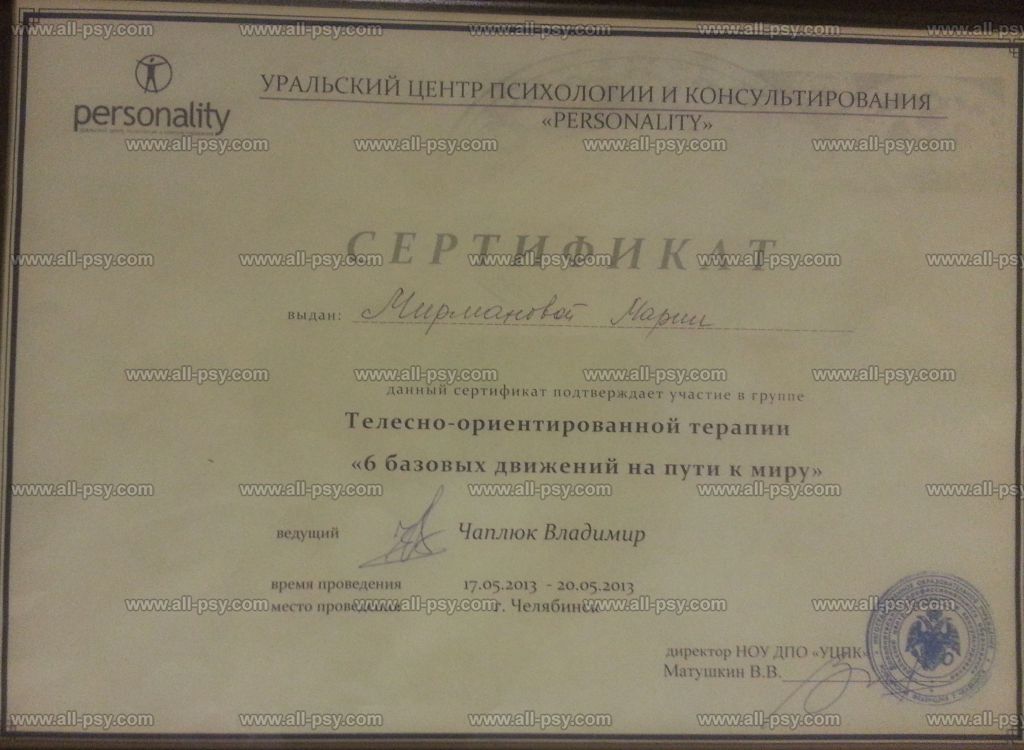 personality
УРАЛЬСКИЙ ЦЕНТР ПСИХОЛОГИИ И КОНСУЛЬТИРОВАНИЯ
«PERSONALITY»
СЕРТИФИКАТ
выдан: Мирмановой Марии
данный сертификат подтверждает участие в группе
Телесно-ориентированной терапии
«6 базовых движений на пути к миру»
ведущий Чаплюк Владимир
время проведения 17.05.2013 - 20.05.2013
место проведения г. Челябинск
директор НОУ ДПО «УЦПК»
Матушкин В.В.
www.all-psy.com